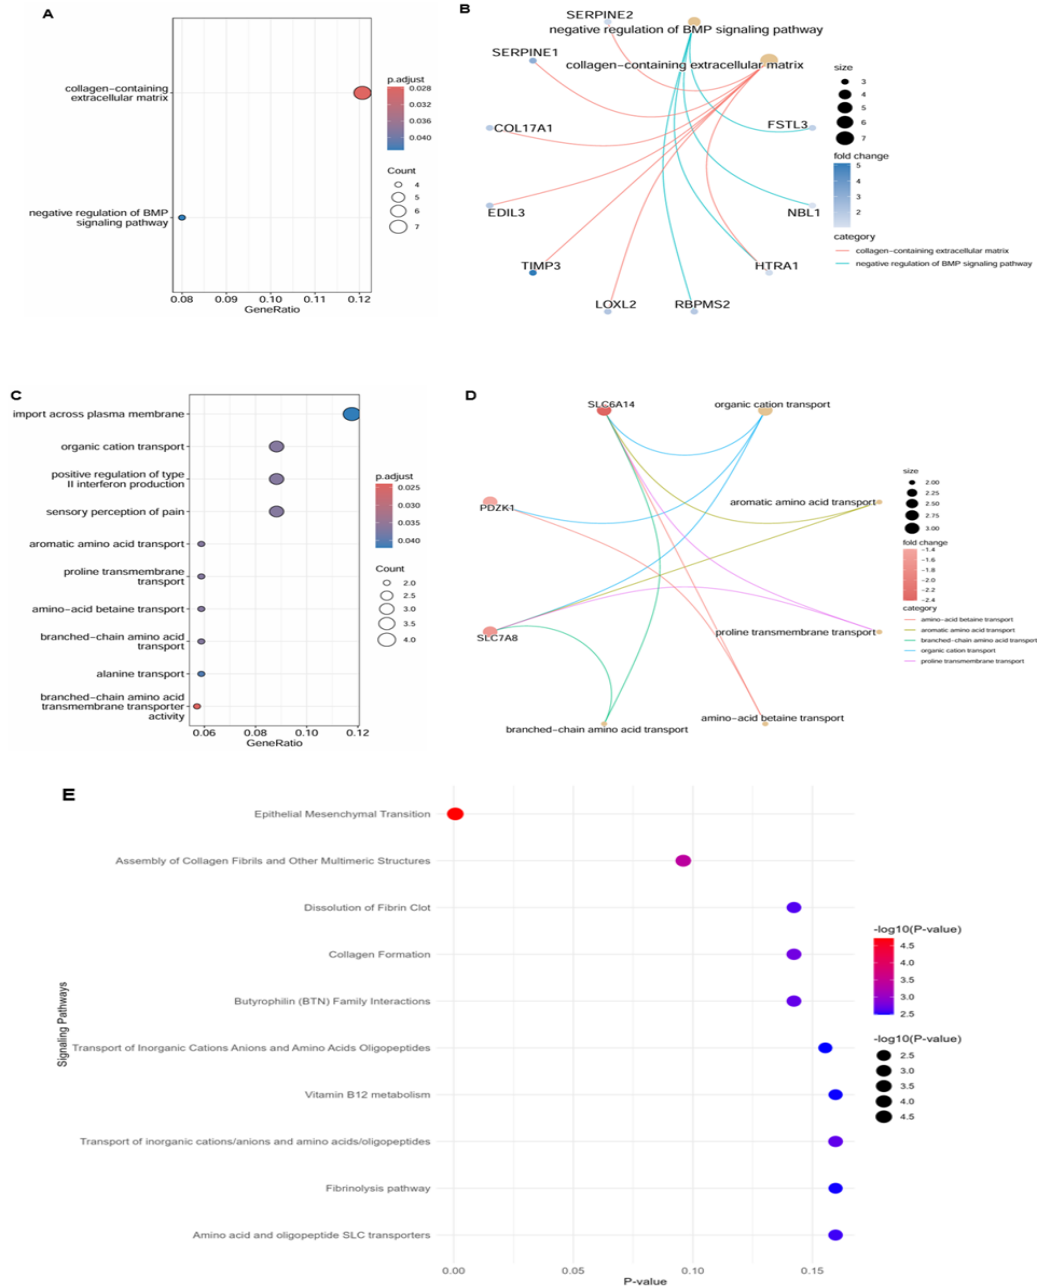 A
collagen−containing
extracellular matrix
negative regulation of BMP
signaling pathway
0.08 0.09 0.10 0.11 0.12
GeneRatio
p.adjust
0.028
0.032
0.036
0.040
Count
4
5
6
7
B
SERPINE2
negative regulation of BMP signaling pathway
SERPINE1
collagen−containing extracellular matrix
COL17A1
FSTL3
EDIL3
NBL1
TIMP3
HTRA1
LOXL2
RBPMS2
size
3
4
5
6
7
fold change
5
4
3
2
category
collagen−containing extracellular matrix
negative regulation of BMP signaling pathway
C
import across plasma membrane
organic cation transport
positive regulation of type
II interferon production
sensory perception of pain
aromatic amino acid transport
proline transmembrane
transport
amino−acid betaine transport
branched−chain amino acid
transport
alanine transport
branched−chain amino acid
transmembrane transporter
activity
0.06 0.08 0.10 0.12
GeneRatio
p.adjust
0.025
0.030
0.035
0.040
Count
2.0
2.5
3.0
3.5
4.0
D
SLC6A14
organic cation transport
PDZK1
aromatic amino acid transport
SLC7A8
proline transmembrane transport
branched−chain amino acid transport
amino−acid betaine transport
size
2.00
2.25
2.50
2.75
3.00
fold change
−1.4
−1.6
−1.8
−2.0
−2.2
−2.4
category
amino−acid betaine transport
aromatic amino acid transport
branched−chain amino acid transport
organic cation transport
proline transmembrane transport
E
Signaling Pathways
Epithelial Mesenchymal Transition
Assembly of Collagen Fibrils and Other Multimeric Structures
Dissolution of Fibrin Clot
Collagen Formation
Butyrophilin (BTN) Family Interactions
Transport of Inorganic Cations Anions and Amino Acids Oligopeptides
Vitamin B12 metabolism
Transport of inorganic cations/anions and amino acids/oligopeptides
Fibrinolysis pathway
Amino acid and oligopeptide SLC transporters
0.00 0.05 0.10 0.15
P-value
-log10(P-value)
4.5
4.0
3.5
3.0
2.5
-log10(P-value)
2.5
3.0
3.5
4.0
4.5